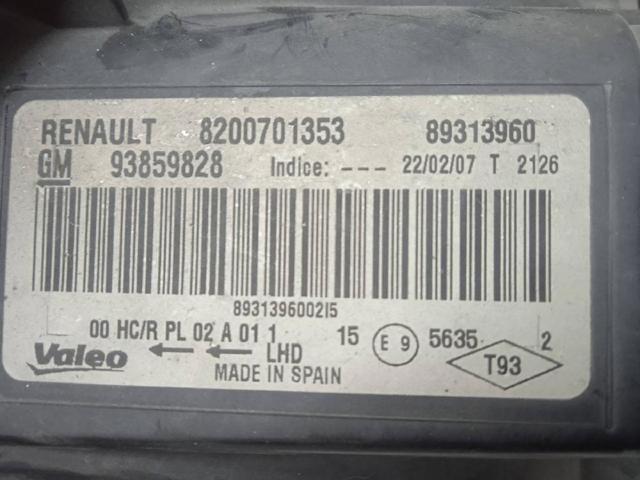 RENAULT 8200701353 89313960
GM 93859828 Indice: --- 22/02/07 T 2126
8931396002I5
00 HC/R PL 02 A 01 1 15 E 9 5635 2
Valeo ← ← LHD T93
MADE IN SPAIN